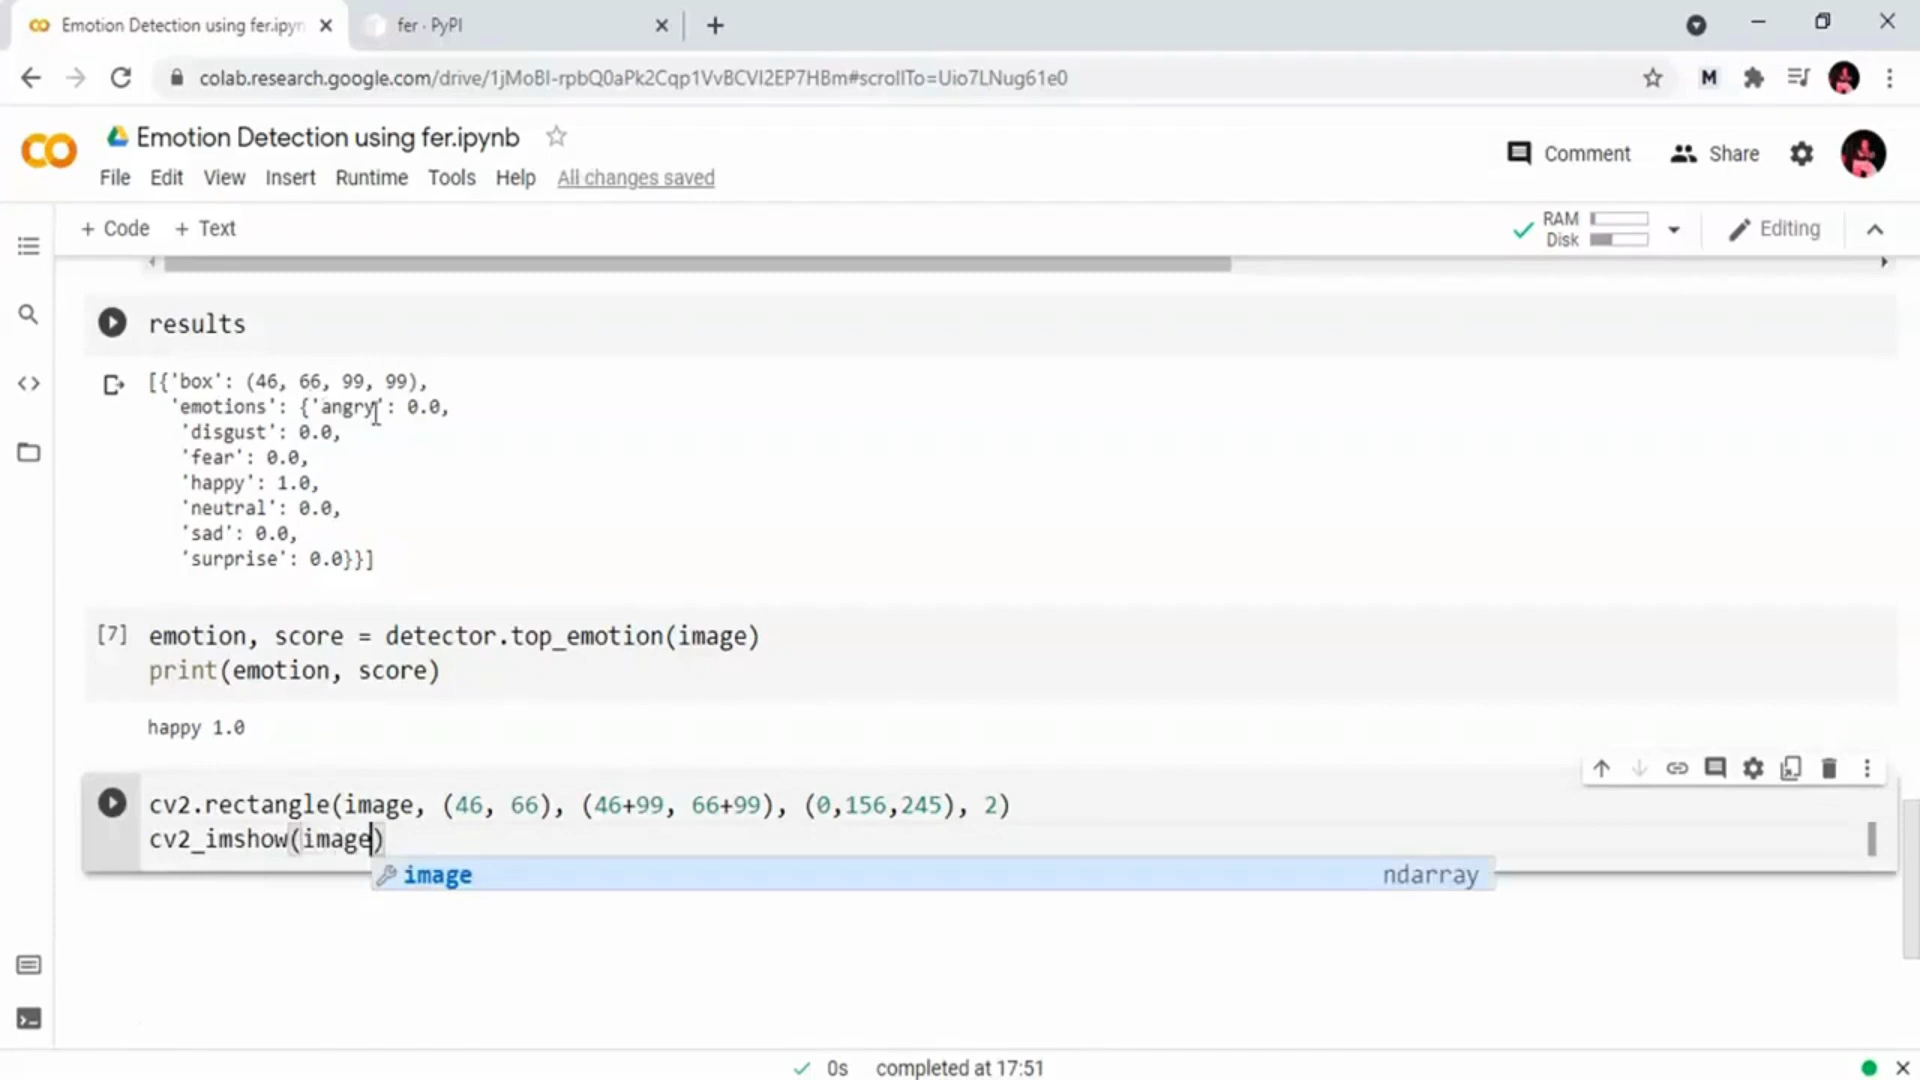 Emotion Detection using fer.ipyn
fer · PyPI
colab.research.google.com/drive/1jMoBI-rpbQ0aPk2Cqp1VvBCVI2EP7HBm#scrollTo=Uio7LNug61e0
M
CO
Emotion Detection using fer.ipynb
Comment
Share
File Edit View Insert Runtime Tools Help All changes saved
+ Code + Text
RAM
Disk
Editing
results
[{'box': (46, 66, 99, 99),
'emotions': {'angry': 0.0,
'disgust': 0.0,
'fear': 0.0,
'happy': 1.0,
'neutral': 0.0,
'sad': 0.0,
'surprise': 0.0}}]
[7] emotion, score = detector.top_emotion(image)
print(emotion, score)
happy 1.0
cv2.rectangle(image, (46, 66), (46+99, 66+99), (0,156,245), 2)
cv2_imshow(image)
image ndarray
0s completed at 17:51